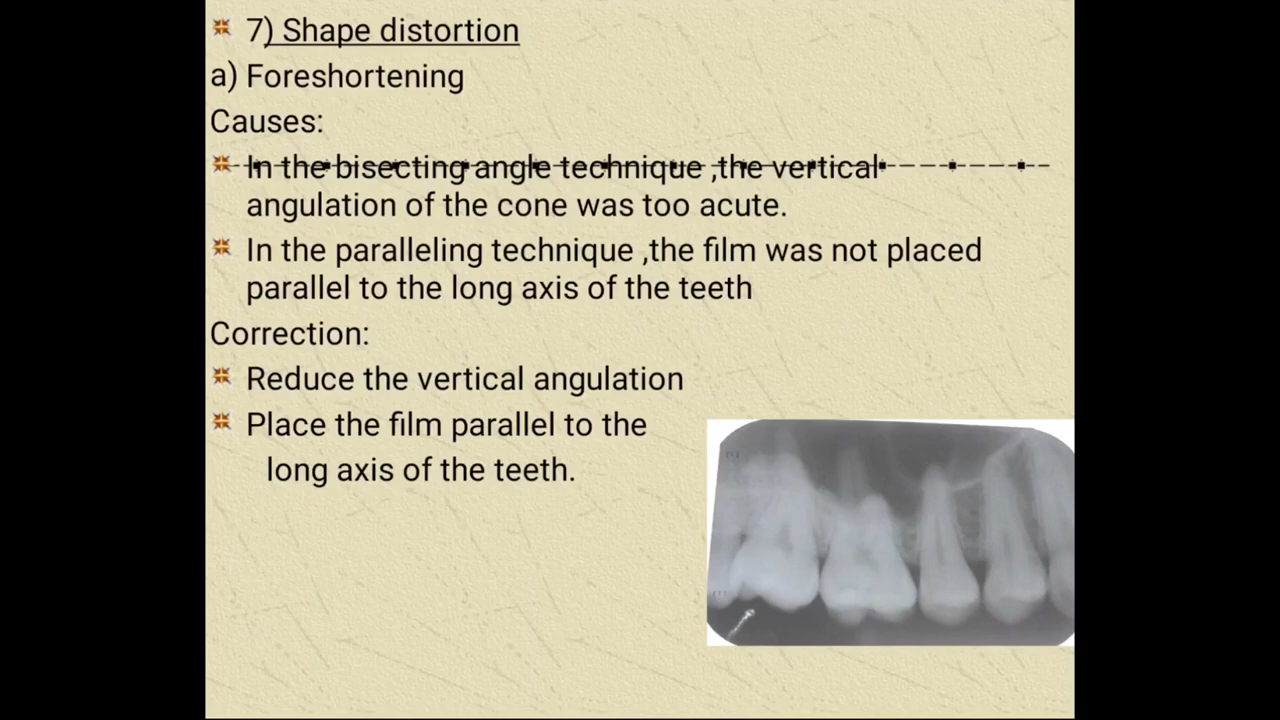 7) Shape distortion
a) Foreshortening
Causes:
In the bisecting angle technique ,the vertical
angulation of the cone was too acute.
In the paralleling technique ,the film was not placed
parallel to the long axis of the teeth
Correction:
Reduce the vertical angulation
Place the film parallel to the
long axis of the teeth.